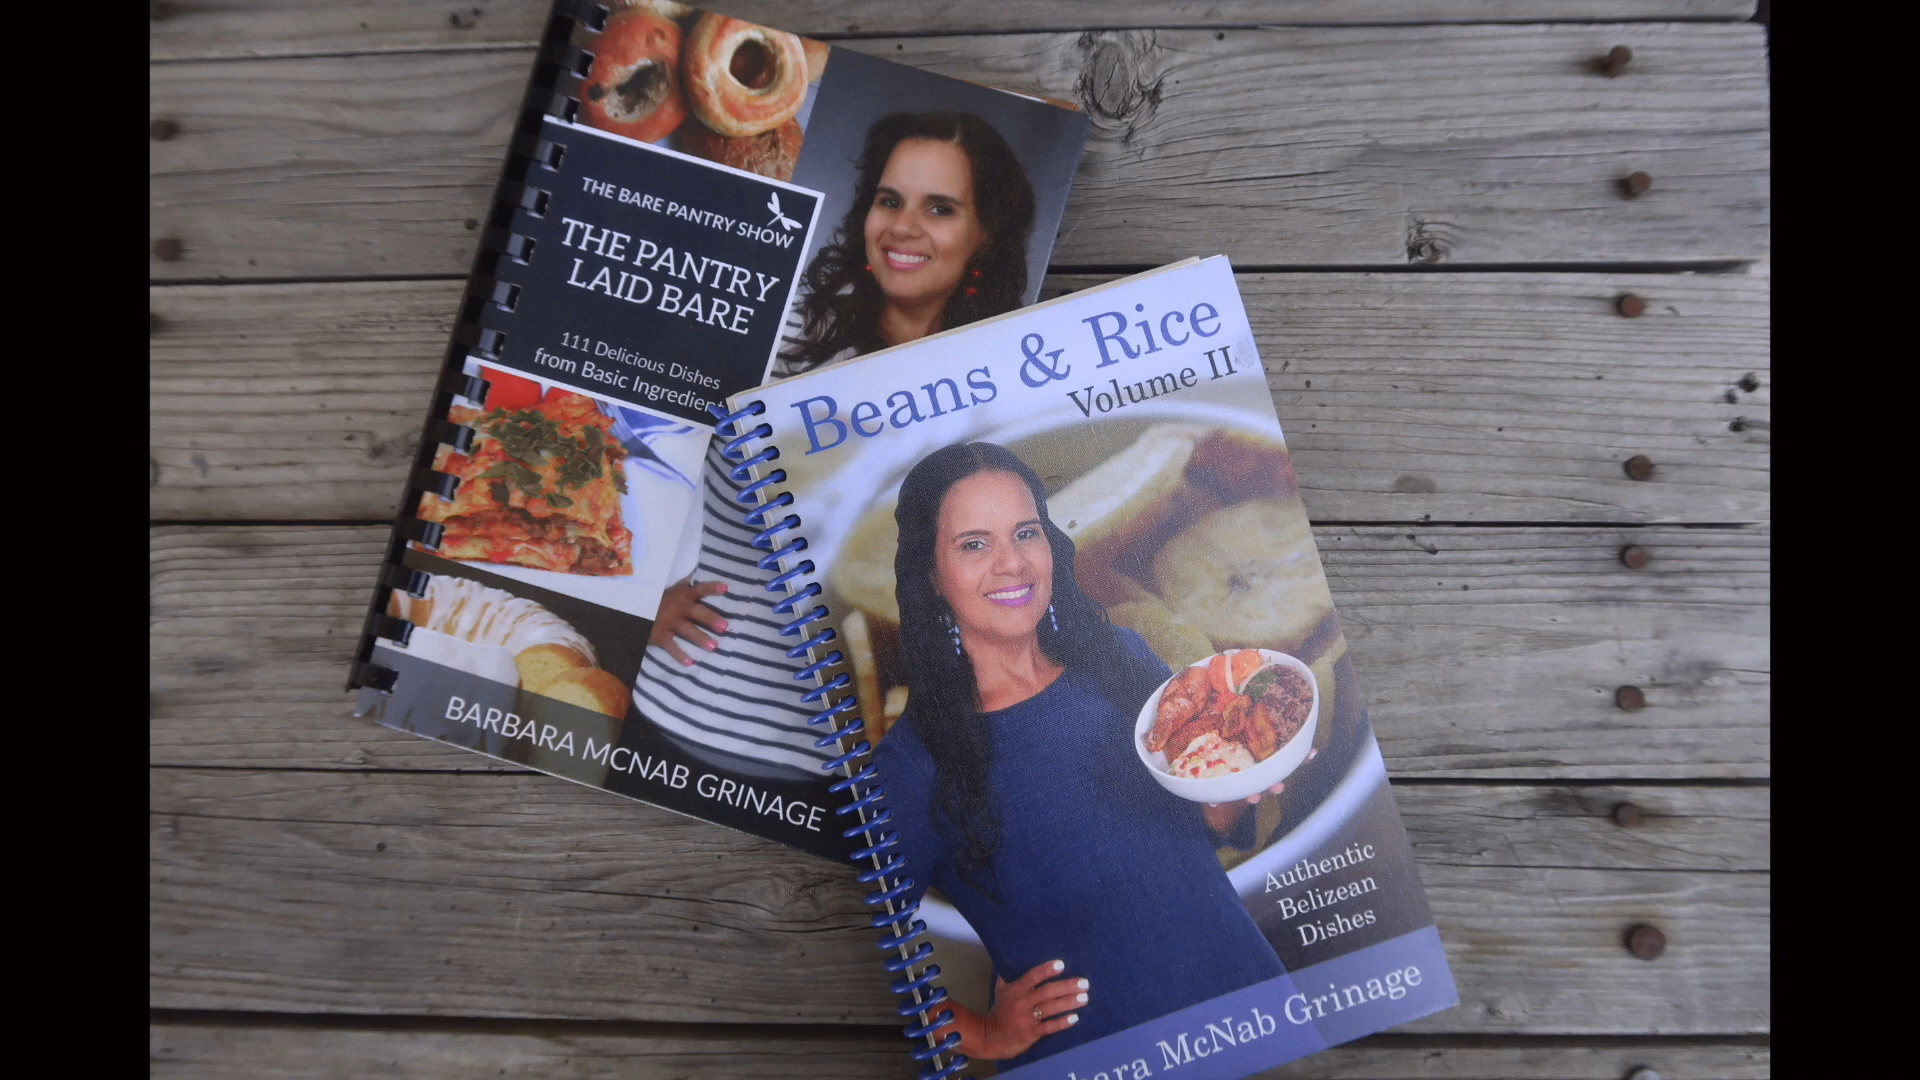 THE BARE PANTRY SHOW
THE PANTRY
LAID BARE
111 Delicious Dishes
from Basic Ingredient
BARBARA MCNAB GRINAGE
Beans & Rice
Volume II
Authentic
Belizean
Dishes
bara McNab Grinage